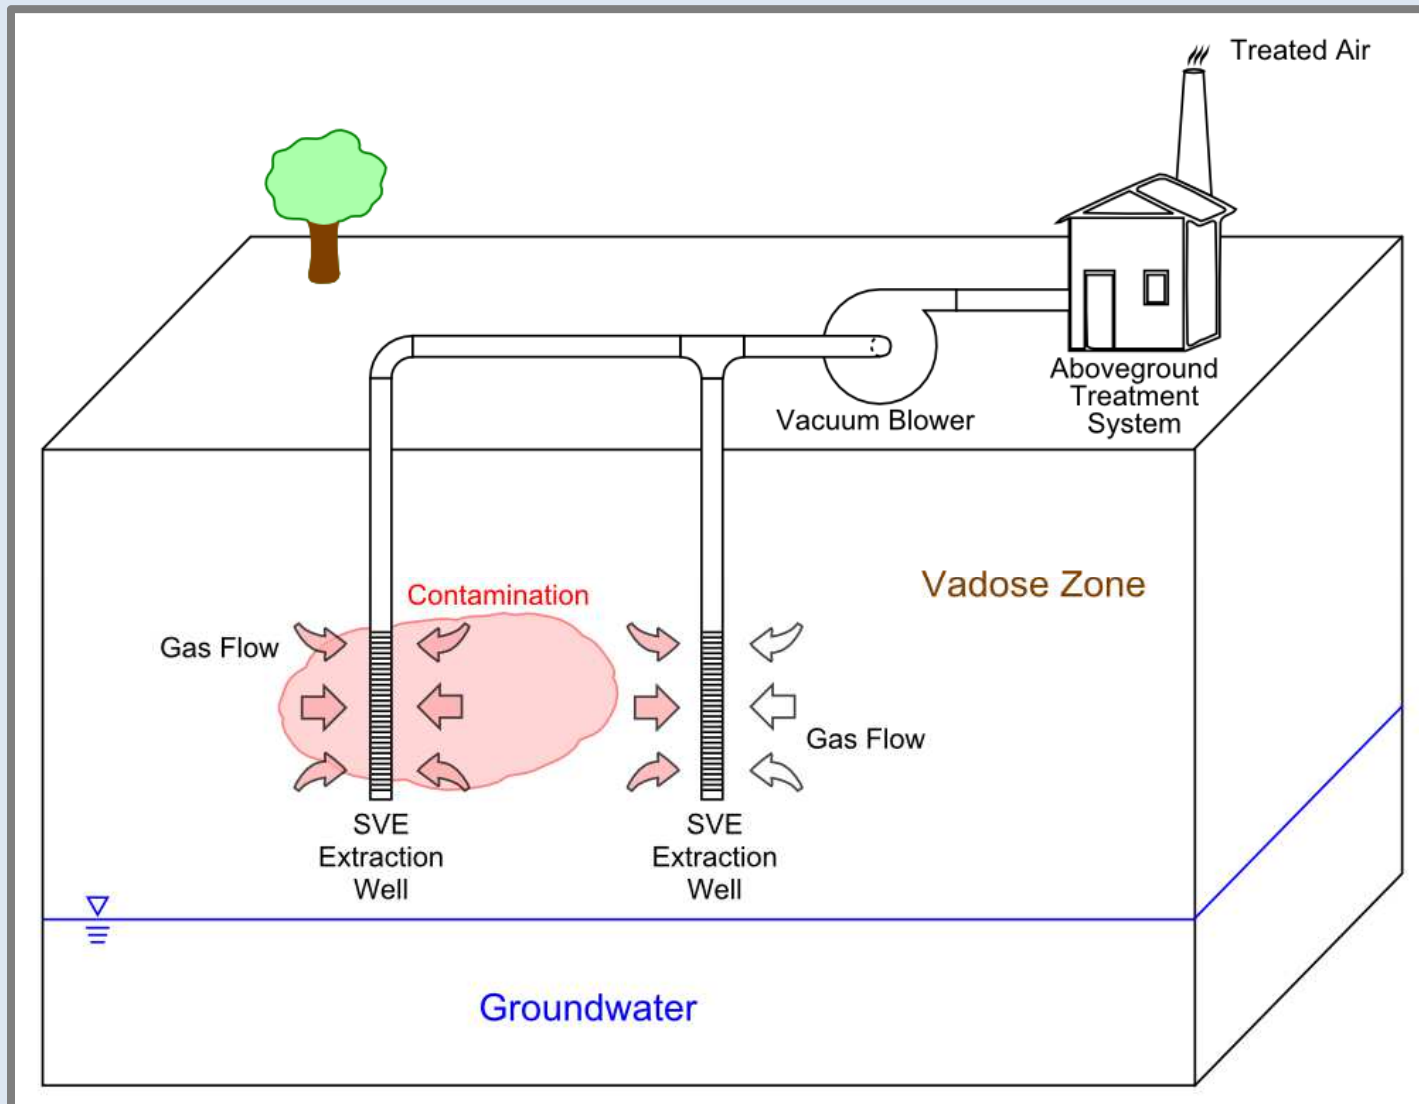 Treated Air
Aboveground
Treatment
System
Vacuum Blower
Vadose Zone
Contamination
Gas Flow
Gas Flow
SVE
Extraction
Well
SVE
Extraction
Well
Groundwater